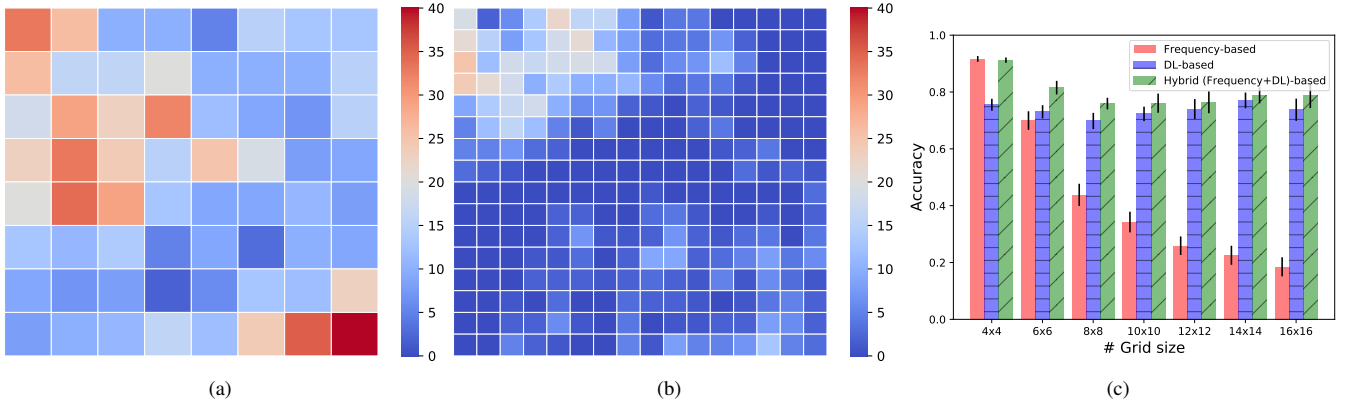 40
35
30
25
20
15
10
5
0
(a)
40
35
30
25
20
15
10
5
0
(b)
1.0
0.8
0.6
0.4
0.2
0.0
Accuracy
Frequency-based
DL-based
Hybrid (Frequency+DL)-based
4x4 6x6 8x8 10x10 12x12 14x14 16x16
# Grid size
(c)